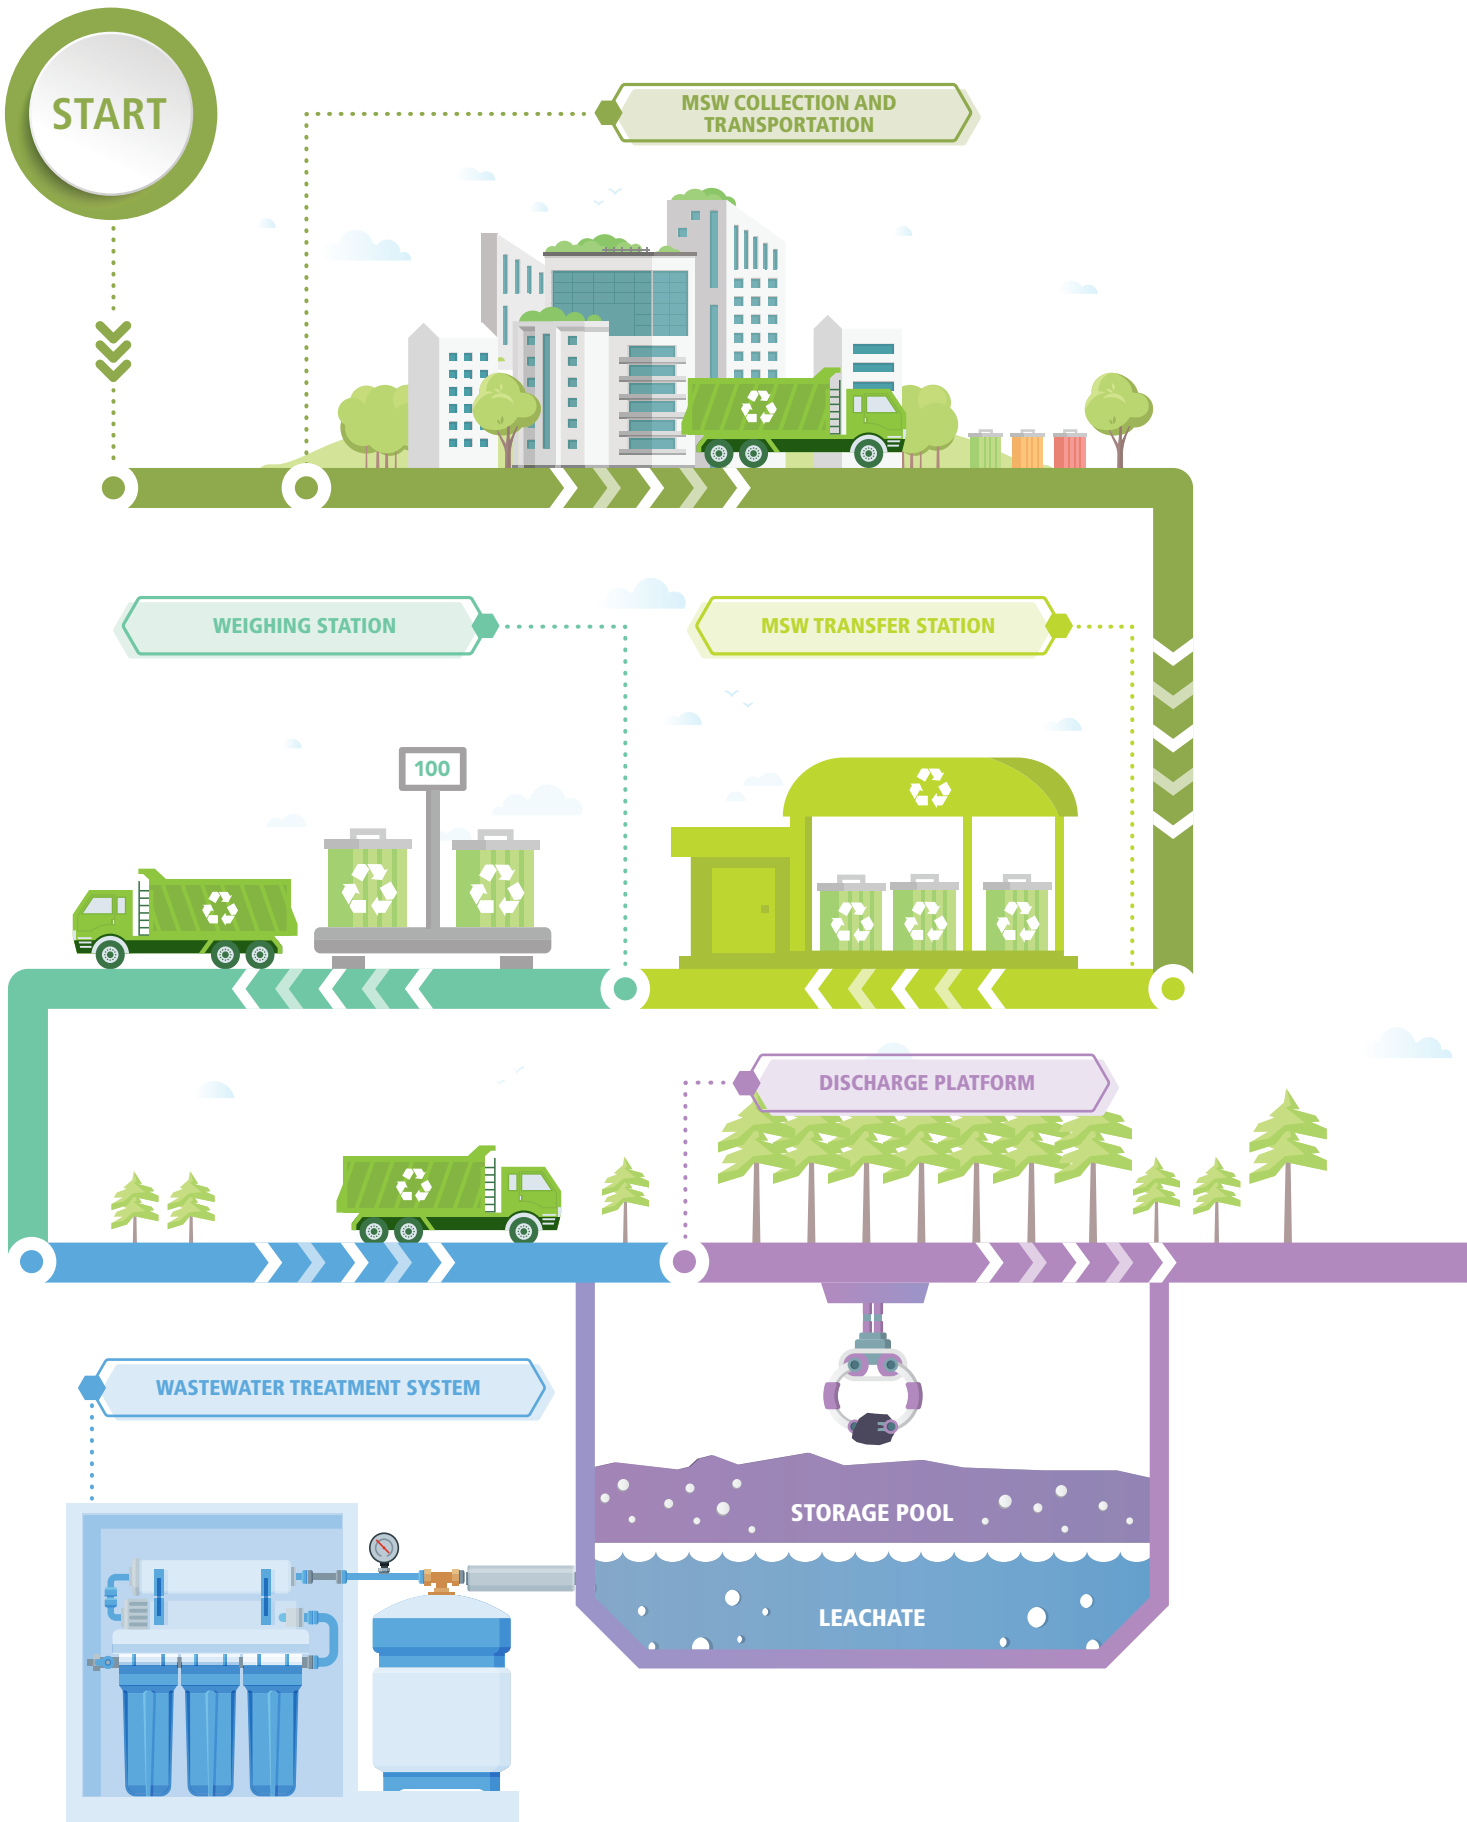 START
MSW COLLECTION AND
TRANSPORTATION
WEIGHING STATION
MSW TRANSFER STATION
100
DISCHARGE PLATFORM
WASTEWATER TREATMENT SYSTEM
STORAGE POOL
LEACHATE